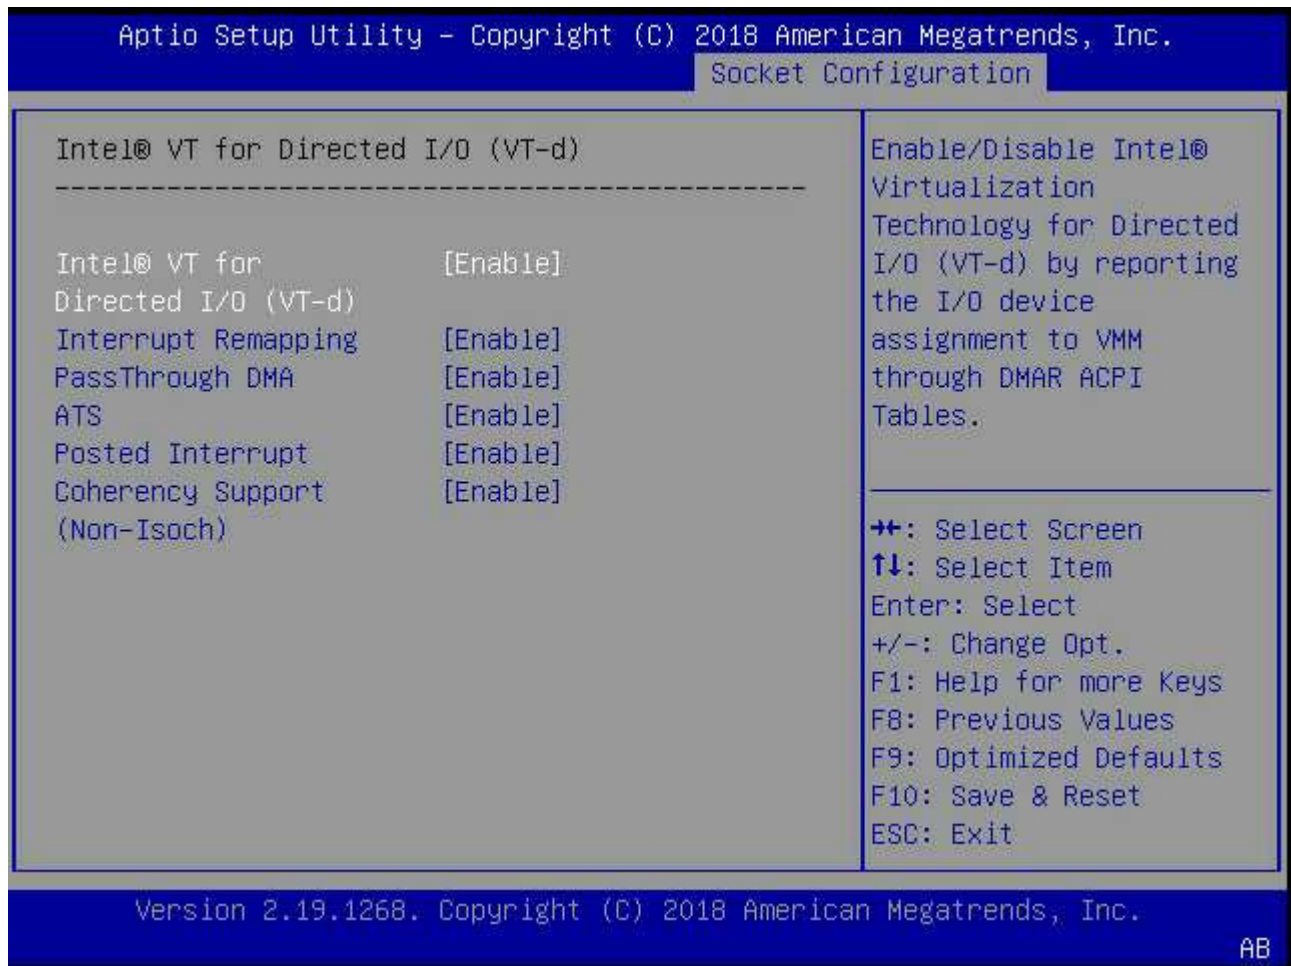 Aptio Setup Utility – Copyright (C) 2018 American Megatrends, Inc.
Socket Configuration
Intel® VT for Directed I/O (VT-d)
-----------------------------------------------
Intel® VT for [Enable]
Directed I/O (VT-d)
Interrupt Remapping [Enable]
PassThrough DMA [Enable]
ATS [Enable]
Posted Interrupt [Enable]
Coherency Support [Enable]
(Non-Isoch)
Enable/Disable Intel®
Virtualization
Technology for Directed
I/O (VT-d) by reporting
the I/O device
assignment to VMM
through DMAR ACPI
Tables.
→←: Select Screen
↑↓: Select Item
Enter: Select
+/-: Change Opt.
F1: Help for more Keys
F8: Previous Values
F9: Optimized Defaults
F10: Save & Reset
ESC: Exit
Version 2.19.1268. Copyright (C) 2018 American Megatrends, Inc.
AB